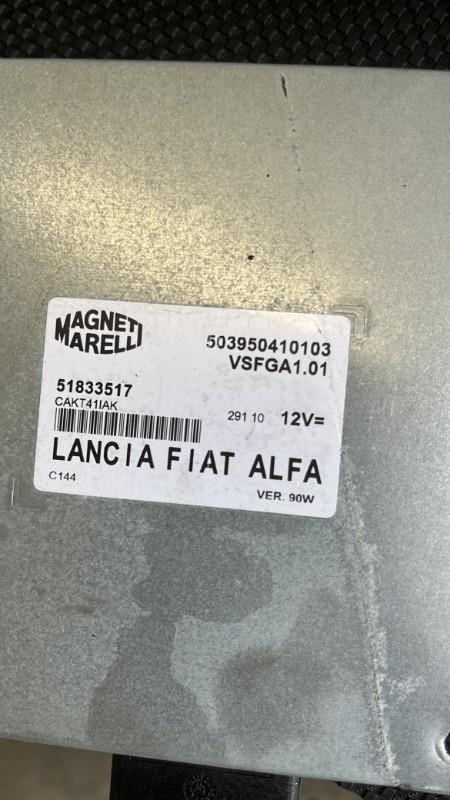 MAGNETI
MARELLI
503950410103
VSFGA1.01
51833517
CAKT41IAK
291 10 12V=
LANCIA FIAT ALFA
C144
VER. 90W